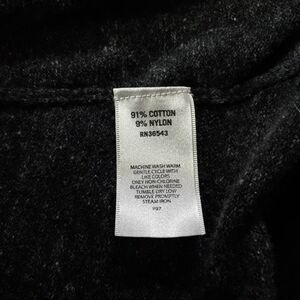 91% COTTON
9% NYLON
RN36543
MACHINE WASH WARM
GENTLE CYCLE WITH
LIKE COLORS
ONLY NON-CHLORINE
BLEACH WHEN NEEDED
TUMBLE DRY LOW
REMOVE PROMPTLY
STEAM IRON